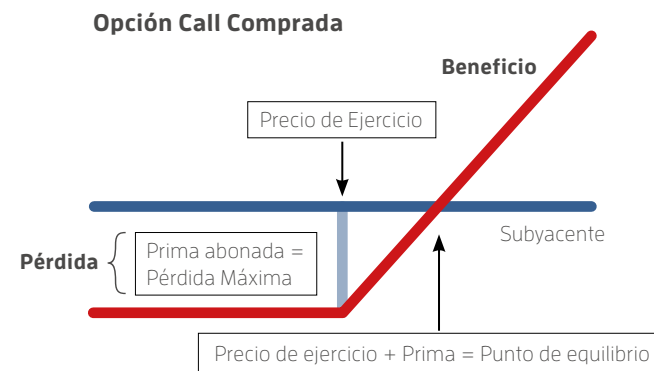 Opción Call Comprada
Beneficio
Precio de Ejercicio
Subyacente
Pérdida
Prima abonada =
Pérdida Máxima
Precio de ejercicio + Prima = Punto de equilibrio